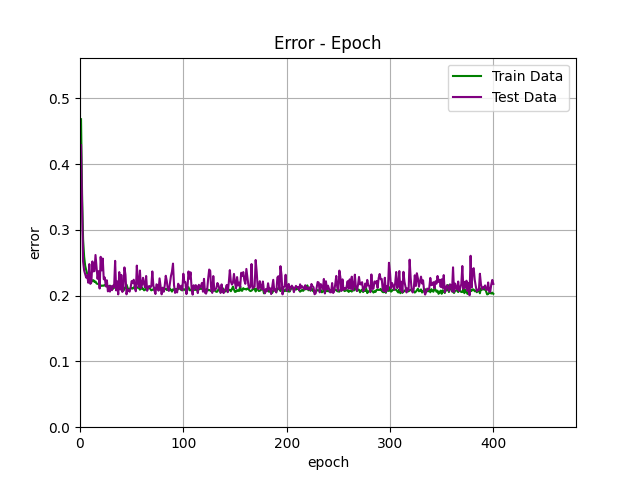 Error - Epoch
Train Data
Test Data
0.5
0.4
0.3
0.2
0.1
0.0
error
0
100
200
300
400
epoch